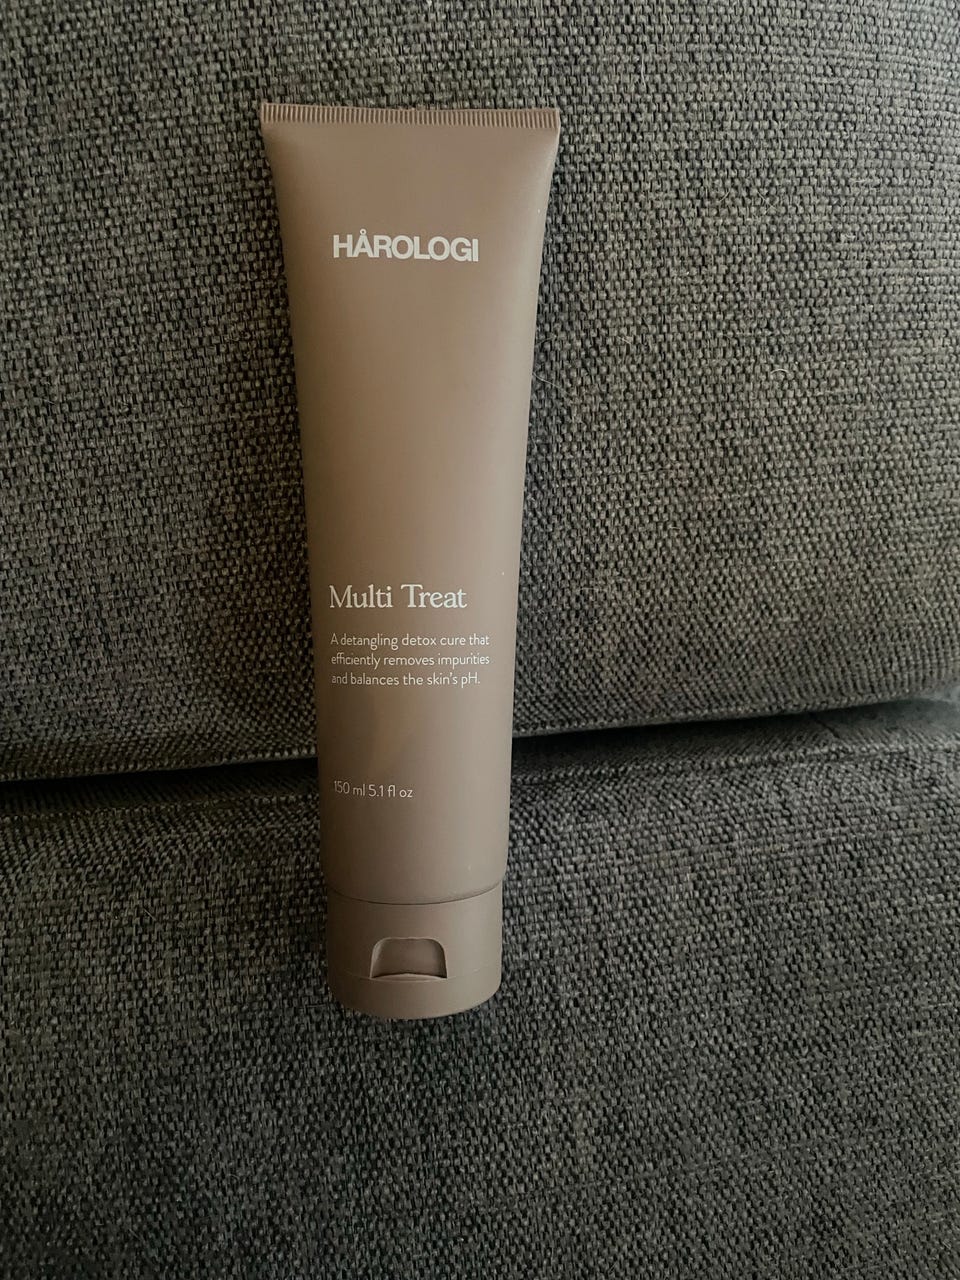 HÅROLOGI
Multi Treat
A detangling detox cure that
efficiently removes impurities
and balances the skin's pH.
150 ml 5.1 fl oz